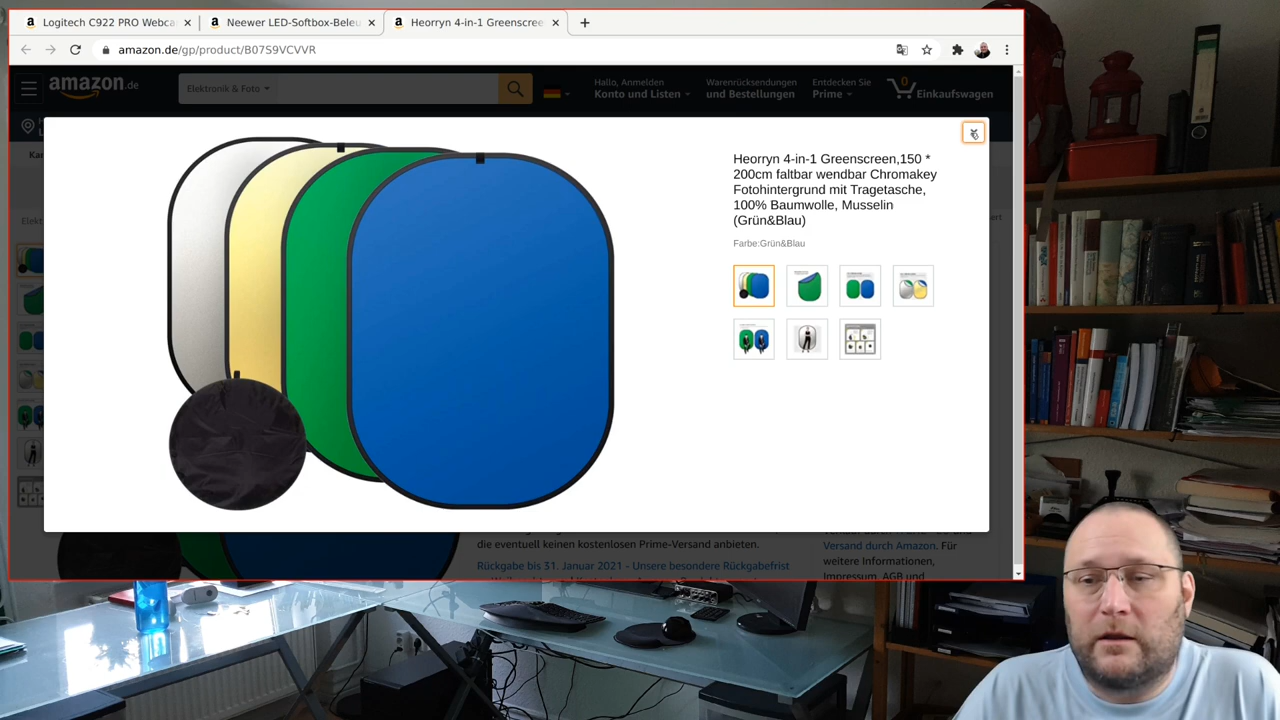 Logitech C922 PRO Webca
Neewer LED-Softbox-Beleu
Heorryn 4-in-1 Greenscree
amazon.de/gp/product/B07S9VCVVR
amazon.de
Elektronik & Foto
Hallo, Anmelden
Konto und Listen
Warenrücksendungen
und Bestellungen
Entdecken Sie
Prime
0
Einkaufswagen
Heorryn 4-in-1 Greenscreen,150 *
200cm faltbar wendbar Chromakey
Fotohintergrund mit Tragetasche,
100% Baumwolle, Musselin
(Grün&Blau)
Farbe:Grün&Blau
die eventuell keinen kostenlosen Prime-Versand anbieten.
Rückgabe bis 31. Januar 2021 - Unsere besondere Rückgabefrist
Versand durch Amazon. Für
weitere Informationen,
Impressum, AGB und